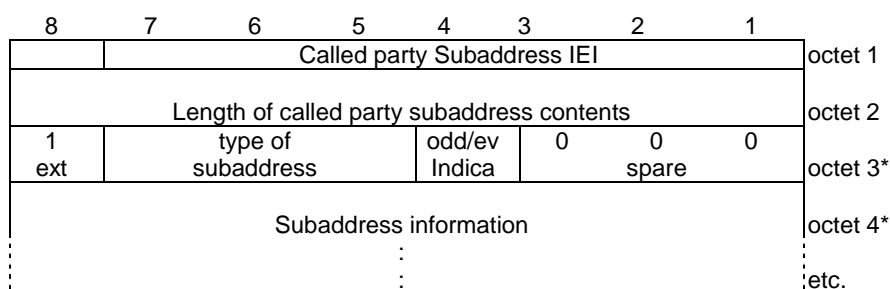 8 7 6 5 4 3 2 1
Called party Subaddress IEI octet 1
Length of called party subaddress contents octet 2
1 type of odd/ev 0 0 0
ext subaddress Indica spare octet 3*
Subaddress information octet 4*
:
: etc.